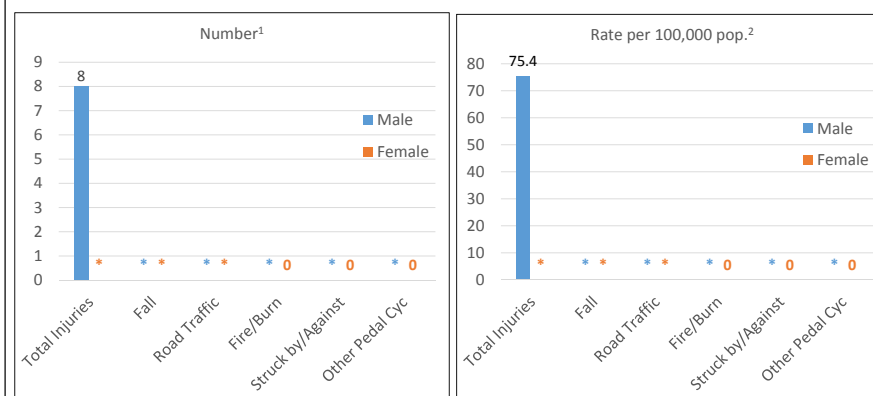 Number¹
9
8
7
6
5
4
3
2
1
0
8
Male
Female
* * * * * * 0 * 0 * 0
Total Injuries
Fall
Road Traffic
Fire/Burn
Struck by/Against
Other Pedal Cyc
Rate per 100,000 pop.²
80
70
60
50
40
30
20
10
0
75.4
Male
Female
* * * * * * 0 * 0 * 0
Total Injuries
Fall
Road Traffic
Fire/Burn
Struck by/Against
Other Pedal Cyc